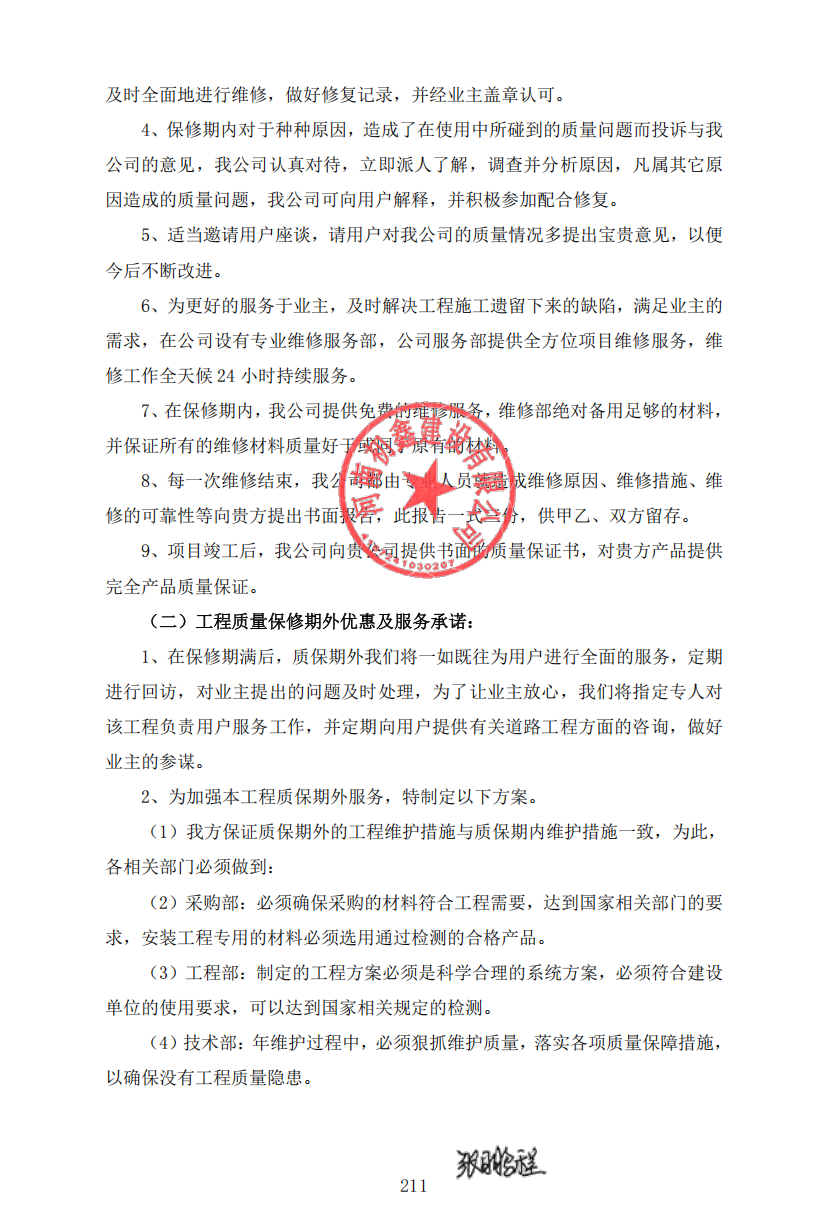 及时全面地进行维修，做好修复记录，并经业主盖章认可。
4、保修期内对于种种原因，造成了在使用中所碰到的质量问题而投诉与我
公司的意见，我公司认真对待，立即派人了解，调查并分析原因，凡属其它原
因造成的质量问题，我公司可向用户解释，并积极参加配合修复。
5、适当邀请用户座谈，请用户对我公司的质量情况多提出宝贵意见，以便
今后不断改进。
6、为更好的服务于业主，及时解决工程施工遗留下来的缺陷，满足业主的
需求，在公司设有专业维修服务部，公司服务部提供全方位项目维修服务，维
修工作全天候 24 小时持续服务。
7、在保修期内，我公司提供免费的维修服务，维修部绝对备用足够的材料，
并保证所有的维修材料质量好于或同于原有的材料。
8、每一次维修结束，我公司都由专业人员就造成维修原因、维修措施、维
修的可靠性等向贵方提出书面报告，此报告一式二份，供甲乙、双方留存。
9、项目竣工后，我公司向贵公司提供书面的质量保证书，对贵方产品提供
完全产品质量保证。
（二）工程质量保修期外优惠及服务承诺：
1、在保修期满后，质保期外我们将一如既往为用户进行全面的服务，定期
进行回访，对业主提出的问题及时处理，为了让业主放心，我们将指定专人对
该工程负责用户服务工作，并定期向用户提供有关道路工程方面的咨询，做好
业主的参谋。
2、为加强本工程质保期外服务，特制定以下方案。
（1）我方保证质保期外的工程维护措施与质保期内维护措施一致，为此，
各相关部门必须做到：
（2）采购部：必须确保采购的材料符合工程需要，达到国家相关部门的要
求，安装工程专用的材料必须选用通过检测的合格产品。
（3）工程部：制定的工程方案必须是科学合理的系统方案，必须符合建设
单位的使用要求，可以达到国家相关规定的检测。
（4）技术部：年维护过程中，必须狠抓维护质量，落实各项质量保障措施，
以确保没有工程质量隐患。
211